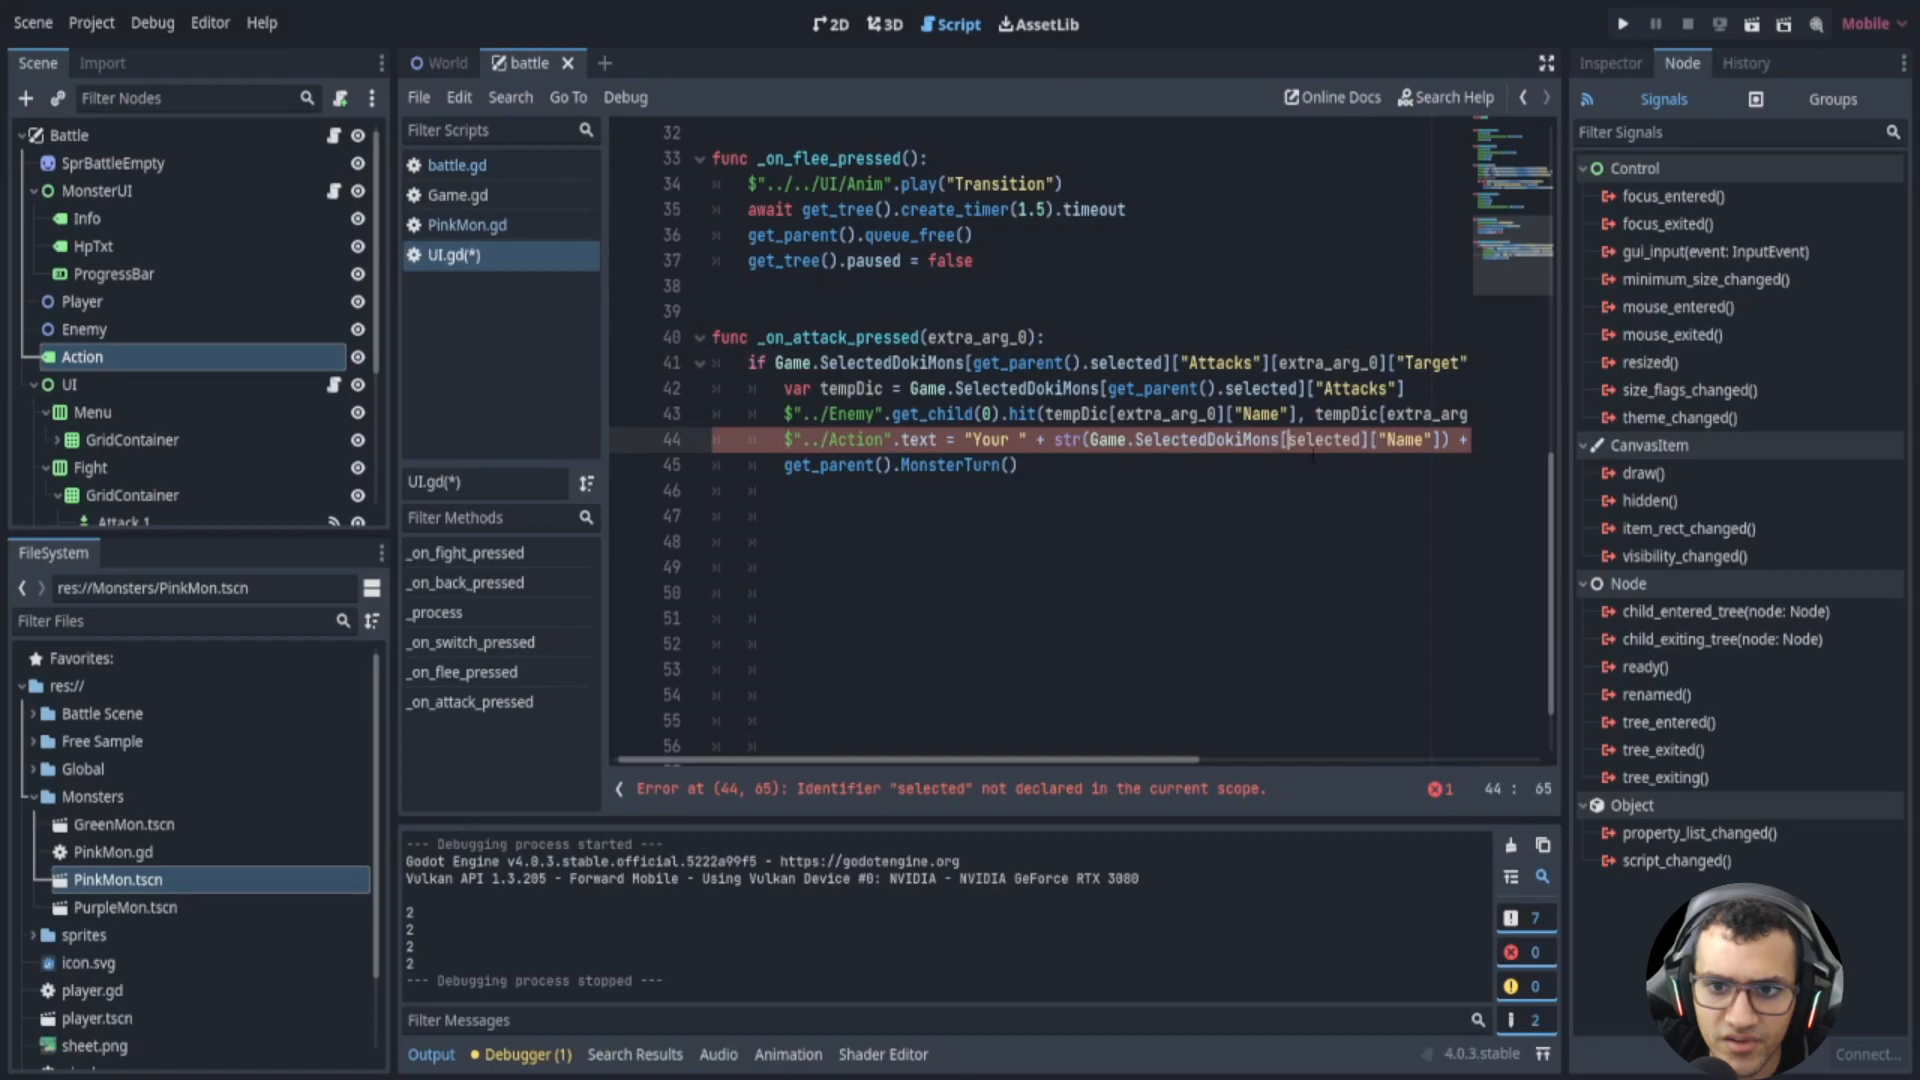 Scene Project Debug Editor Help
2D 3D Script AssetLib
Mobile
Scene Import
Filter Nodes
Battle
SprBattleEmpty
MonsterUI
Info
HpTxt
ProgressBar
Player
Enemy
Action
UI
Menu
GridContainer
Fight
GridContainer
Attack 1
FileSystem
res://Monsters/PinkMon.tscn
Filter Files
Favorites:
res://
Battle Scene
Free Sample
Global
Monsters
GreenMon.tscn
PinkMon.gd
PinkMon.tscn
PurpleMon.tscn
sprites
icon.svg
player.gd
player.tscn
sheet.png
World battle
File Edit Search Go To Debug
Online Docs Search Help
Filter Scripts
battle.gd
Game.gd
PinkMon.gd
UI.gd(*)
UI.gd(*)
Filter Methods
_on_fight_pressed
_on_back_pressed
_process
_on_switch_pressed
_on_flee_pressed
_on_attack_pressed
32
33 func _on_flee_pressed():
34 $"../../UI/Anim".play("Transition")
35 await get_tree().create_timer(1.5).timeout
36 get_parent().queue_free()
37 get_tree().paused = false
38
39
40 func _on_attack_pressed(extra_arg_0):
41 if Game.SelectedDokiMons[get_parent().selected]["Attacks"][extra_arg_0]["Target"
42 var tempDic = Game.SelectedDokiMons[get_parent().selected]["Attacks"]
43 $"../Enemy".get_child(0).hit(tempDic[extra_arg_0]["Name"], tempDic[extra_arg
44 $"../Action".text = "Your " + str(Game.SelectedDokiMons[selected]["Name"]) +
45 get_parent().MonsterTurn()
46
47
48
49
50
51
52
53
54
55
56
Error at (44, 65): Identifier "selected" not declared in the current scope.
1 44 : 65
--- Debugging process started ---
Godot Engine v4.0.3.stable.official.5222a99f5 - https://godotengine.org
Vulkan API 1.3.205 - Forward Mobile - Using Vulkan Device #0: NVIDIA - NVIDIA GeForce RTX 3080
2
2
2
2
--- Debugging process stopped ---
7
0
0
2
Filter Messages
Output Debugger (1) Search Results Audio Animation Shader Editor
4.0.3.stable
Inspector Node History
Signals Groups
Filter Signals
Control
focus_entered()
focus_exited()
gui_input(event: InputEvent)
minimum_size_changed()
mouse_entered()
mouse_exited()
resized()
size_flags_changed()
theme_changed()
CanvasItem
draw()
hidden()
item_rect_changed()
visibility_changed()
Node
child_entered_tree(node: Node)
child_exiting_tree(node: Node)
ready()
renamed()
tree_entered()
tree_exited()
tree_exiting()
Object
property_list_changed()
script_changed()
Connect...